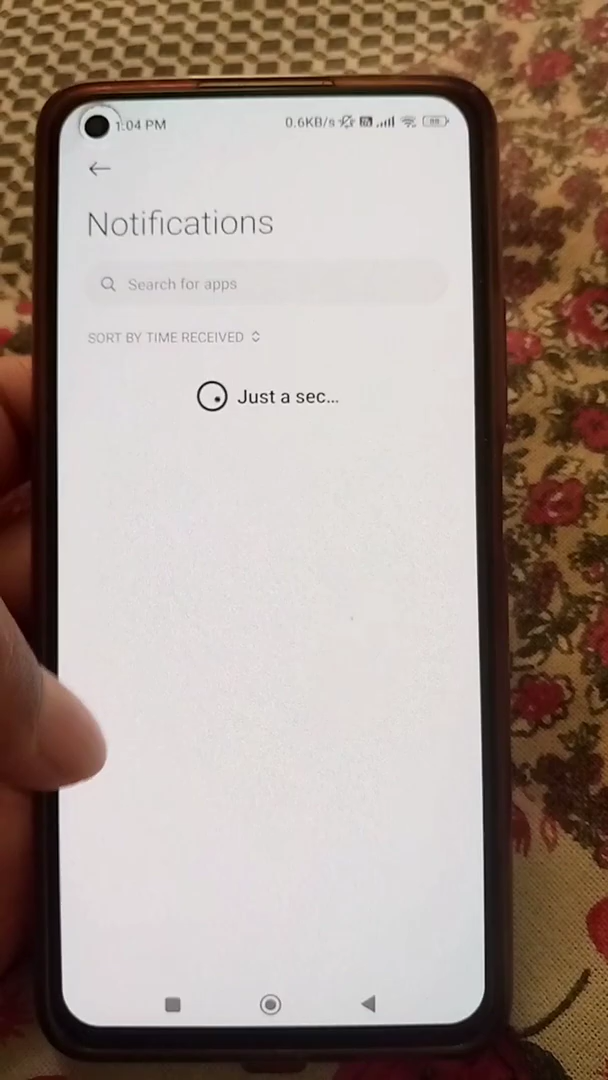 1:04 PM 0.6KB/s
Notifications
Search for apps
SORT BY TIME RECEIVED
Just a sec...